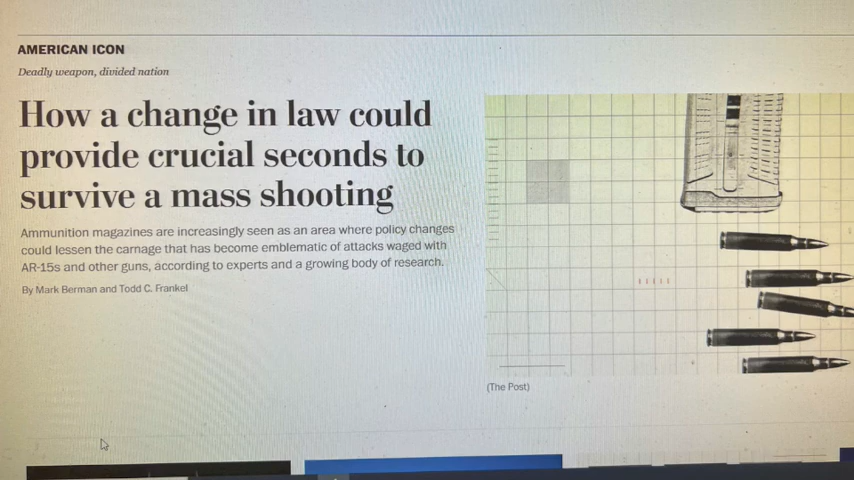 AMERICAN ICON
Deadly weapon, divided nation
How a change in law could
provide crucial seconds to
survive a mass shooting
Ammunition magazines are increasingly seen as an area where policy changes
could lessen the carnage that has become emblematic of attacks waged with
AR-15s and other guns, according to experts and a growing body of research.
By Mark Berman and Todd C. Frankel
(The Post)